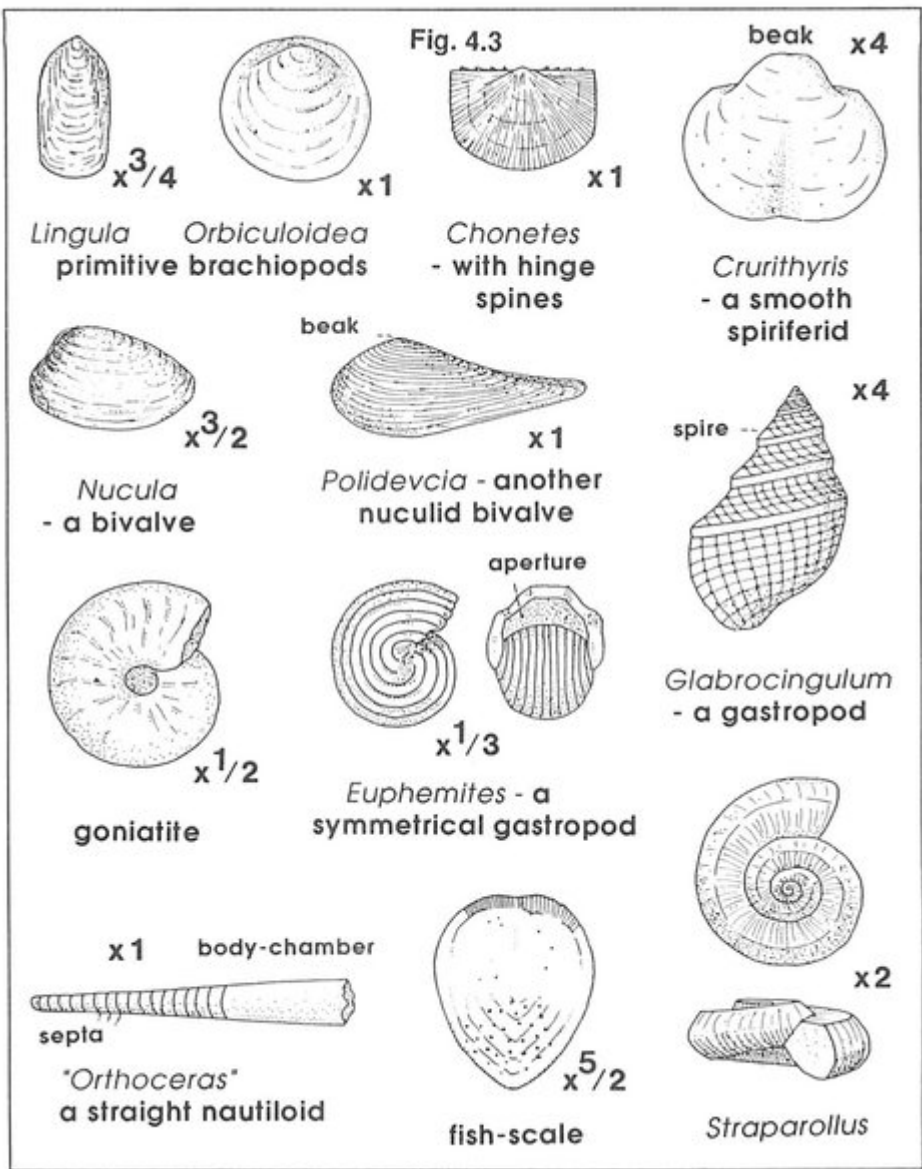 Fig. 4.3
beak x4
x3/4
x1
x1
Lingula Orbiculoidea
primitive brachiopods
Chonetes
- with hinge
spines
Crurithyris
- a smooth
spiriferid
beak
x3/2
x1
x4
spire
Nucula
- a bivalve
Polidevcia - another
nuculid bivalve
aperture
x1/2
x1/3
goniatite
Euphemites - a
symmetrical gastropod
Glabrocingulum
- a gastropod
x1 body-chamber
septa
"Orthoceras"
a straight nautiloid
x5/2
fish-scale
x2
Straparollus